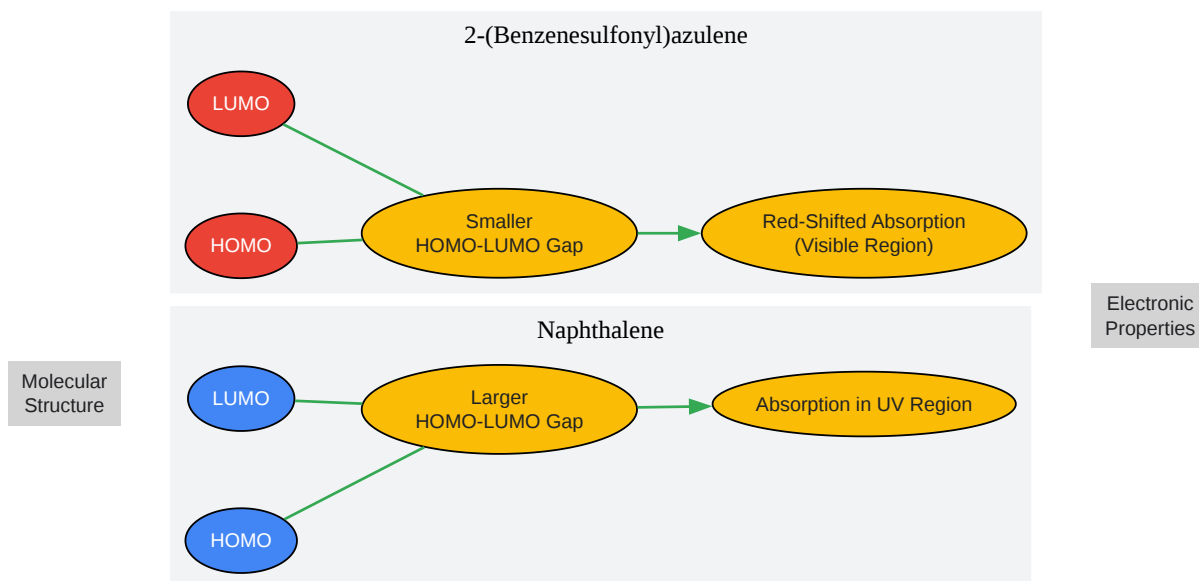 2-(Benzenesulfonyl)azulene
LUMO
HOMO
Smaller
HOMO-LUMO Gap
Red-Shifted Absorption
(Visible Region)
Naphthalene
LUMO
HOMO
Larger
HOMO-LUMO Gap
Absorption in UV Region
Molecular
Structure
Electronic
Properties